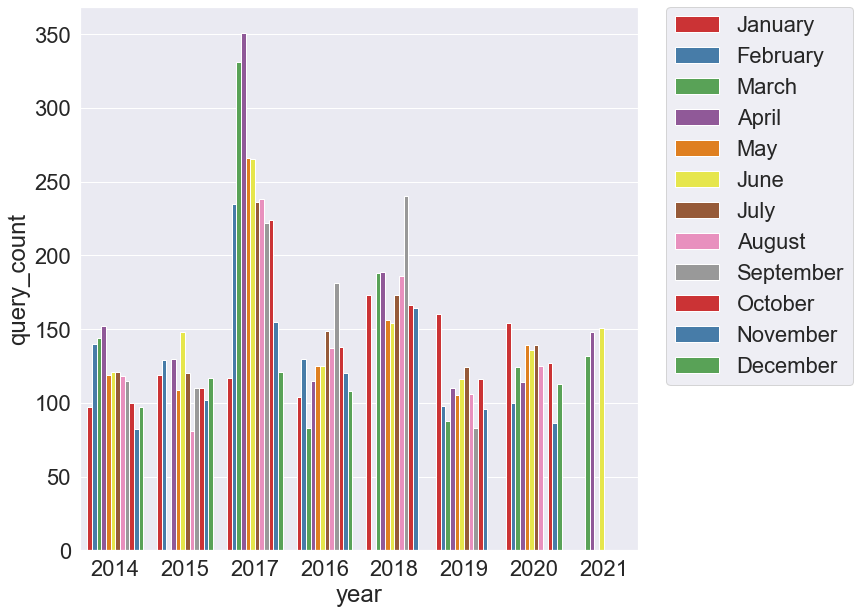 350
300
250
200
150
100
50
0
query_count
2014 2015 2017 2016 2018 2019 2020 2021
year
January
February
March
April
May
June
July
August
September
October
November
December